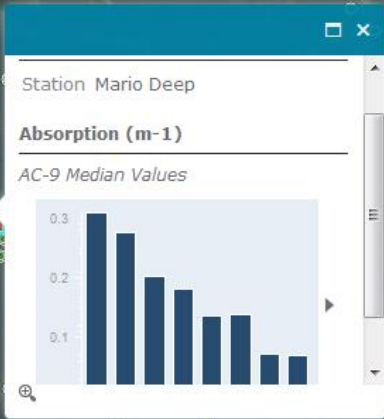 Station Mario Deep
Absorption (m-1)
AC-9 Median Values
0.3
0.2
0.1